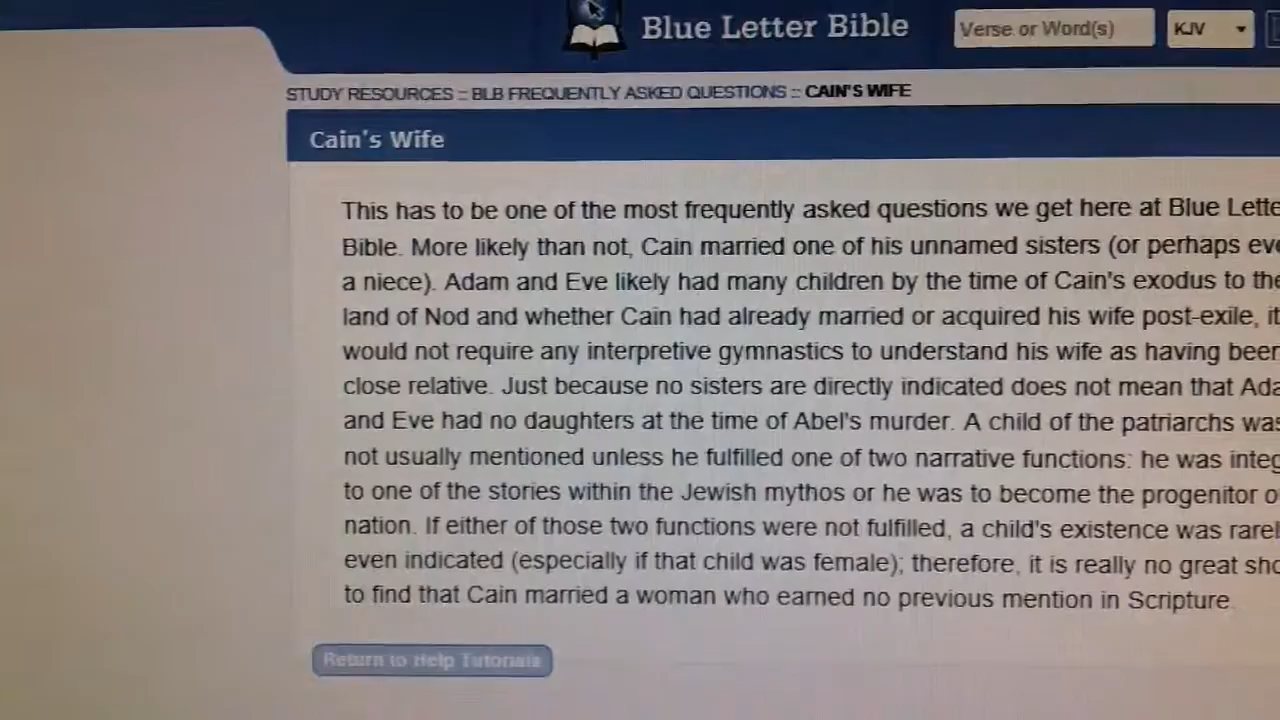 Blue Letter Bible
Verse or Word(s)
KJV
STUDY RESOURCES :: BLB FREQUENTLY ASKED QUESTIONS :: CAIN'S WIFE
Cain's Wife
This has to be one of the most frequently asked questions we get here at Blue Lette
Bible. More likely than not, Cain married one of his unnamed sisters (or perhaps eve
a niece). Adam and Eve likely had many children by the time of Cain's exodus to the
land of Nod and whether Cain had already married or acquired his wife post-exile, it
would not require any interpretive gymnastics to understand his wife as having been
close relative. Just because no sisters are directly indicated does not mean that Ada
and Eve had no daughters at the time of Abel's murder. A child of the patriarchs was
not usually mentioned unless he fulfilled one of two narrative functions: he was integ
to one of the stories within the Jewish mythos or he was to become the progenitor o
nation. If either of those two functions were not fulfilled, a child's existence was rarel
even indicated (especially if that child was female); therefore, it is really no great sho
to find that Cain married a woman who earned no previous mention in Scripture.
Return to Help Tutorials